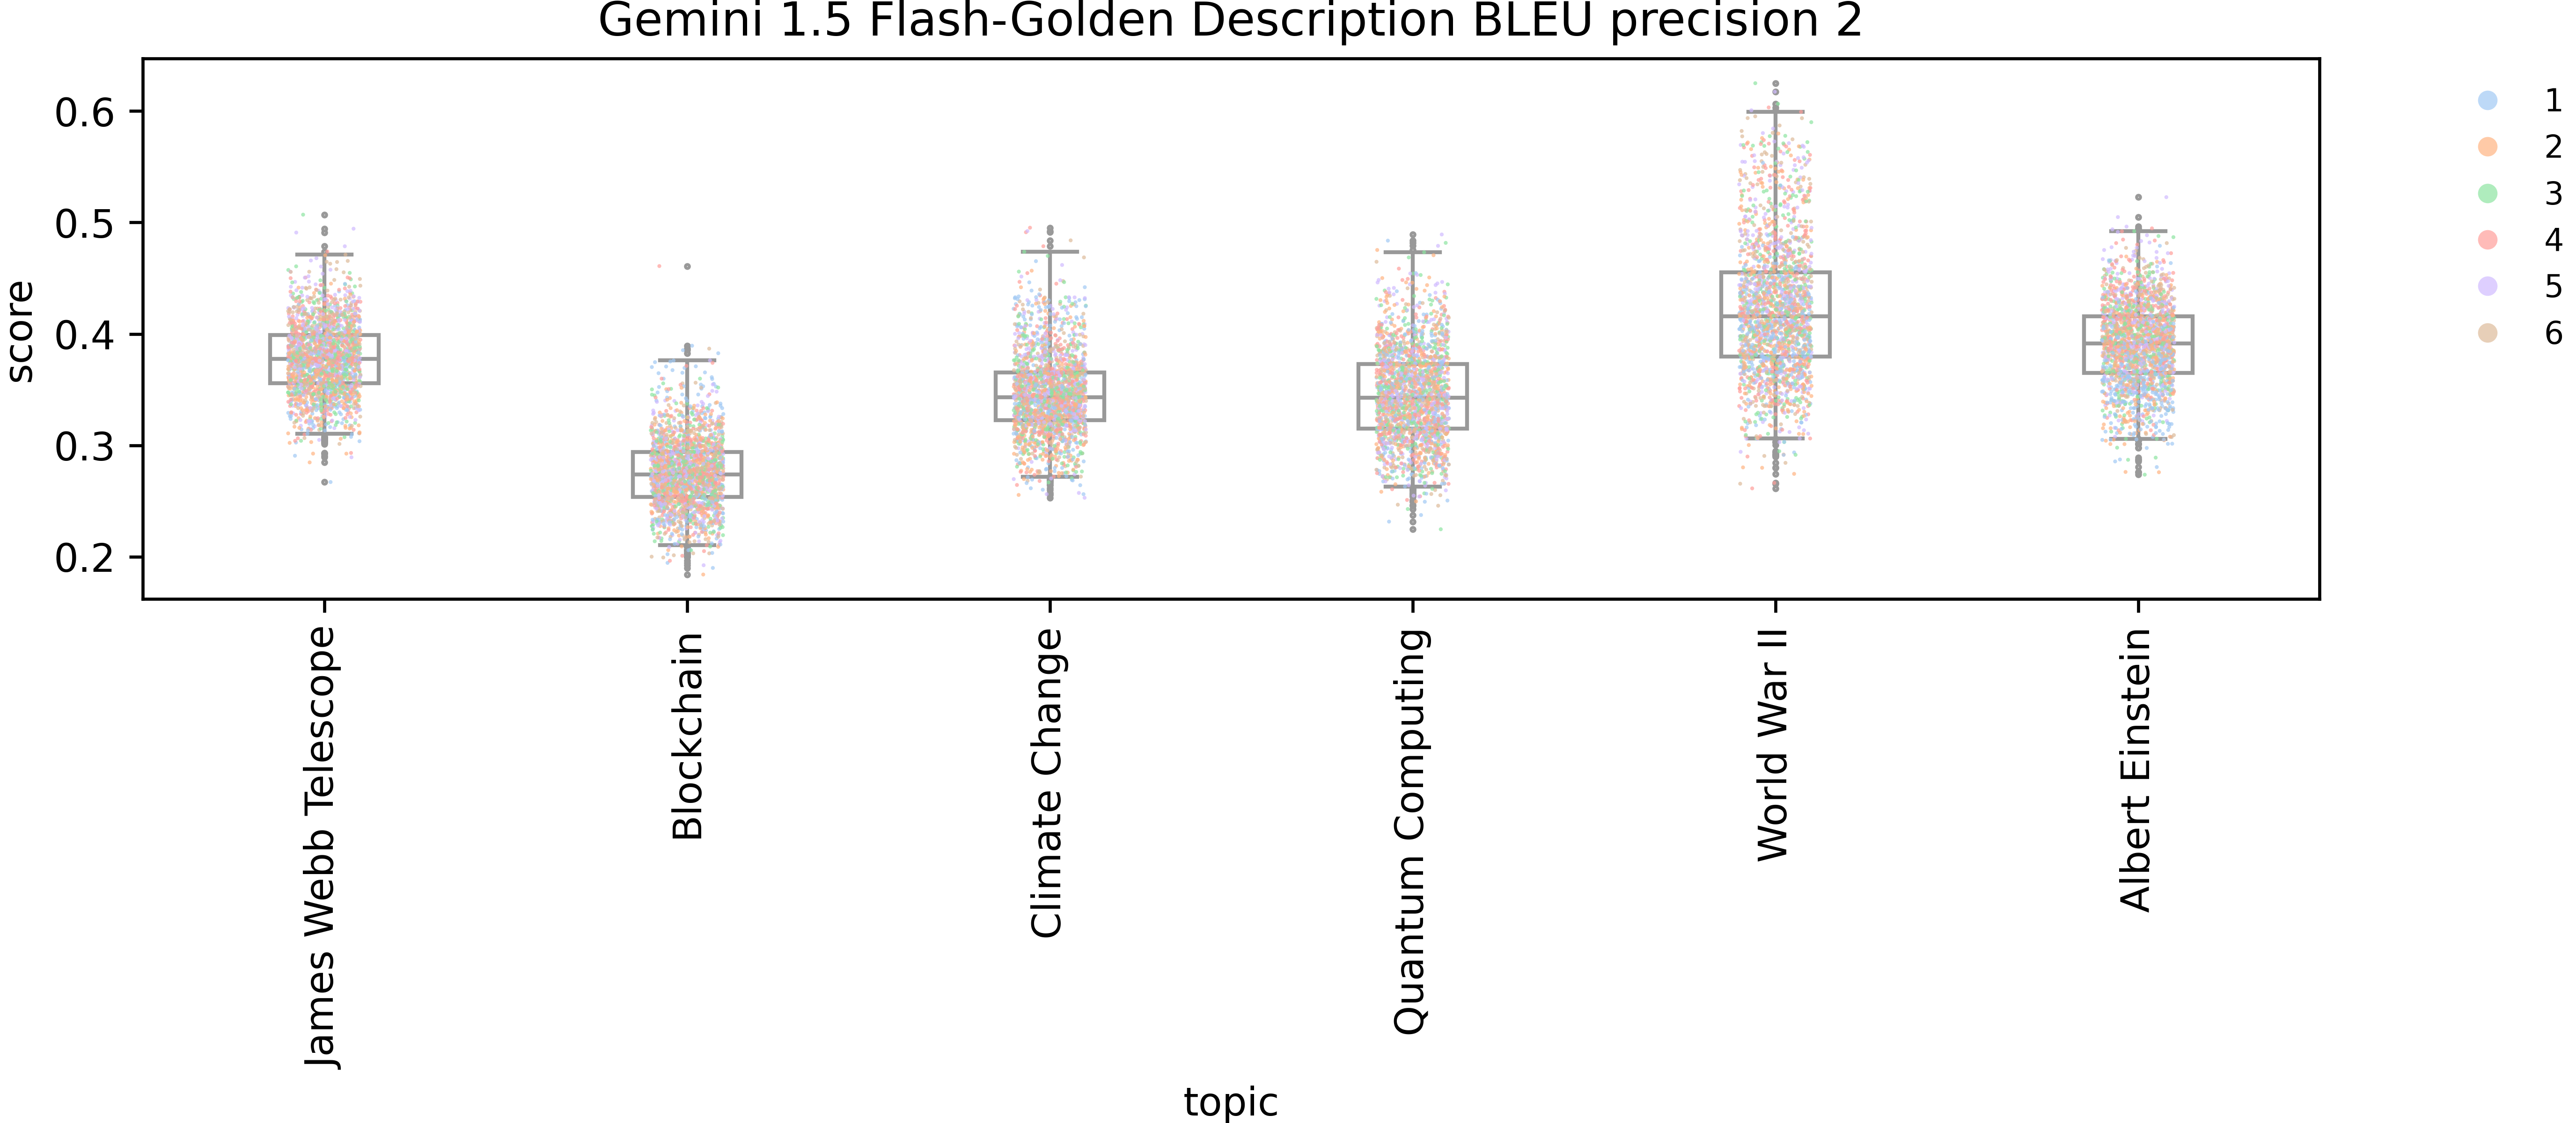 Gemini 1.5 Flash-Golden Description BLEU precision 2
score
0.6
0.5
0.4
0.3
0.2
James Webb Telescope
Blockchain
Climate Change
Quantum Computing
World War II
Albert Einstein
topic
1
2
3
4
5
6